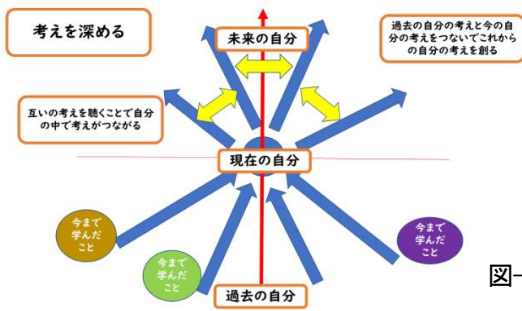 考えを深める
未来の自分
過去の自分の考えと今の自
分の考えをつないでこれから
の自分の考えを創る
互いの考えを聴くことで自分
の中で考えがつながる
現在の自分
今まで
学んだ
こと
今まで
学んだ
こと
今まで
学んだ
こと
過去の自分
図一